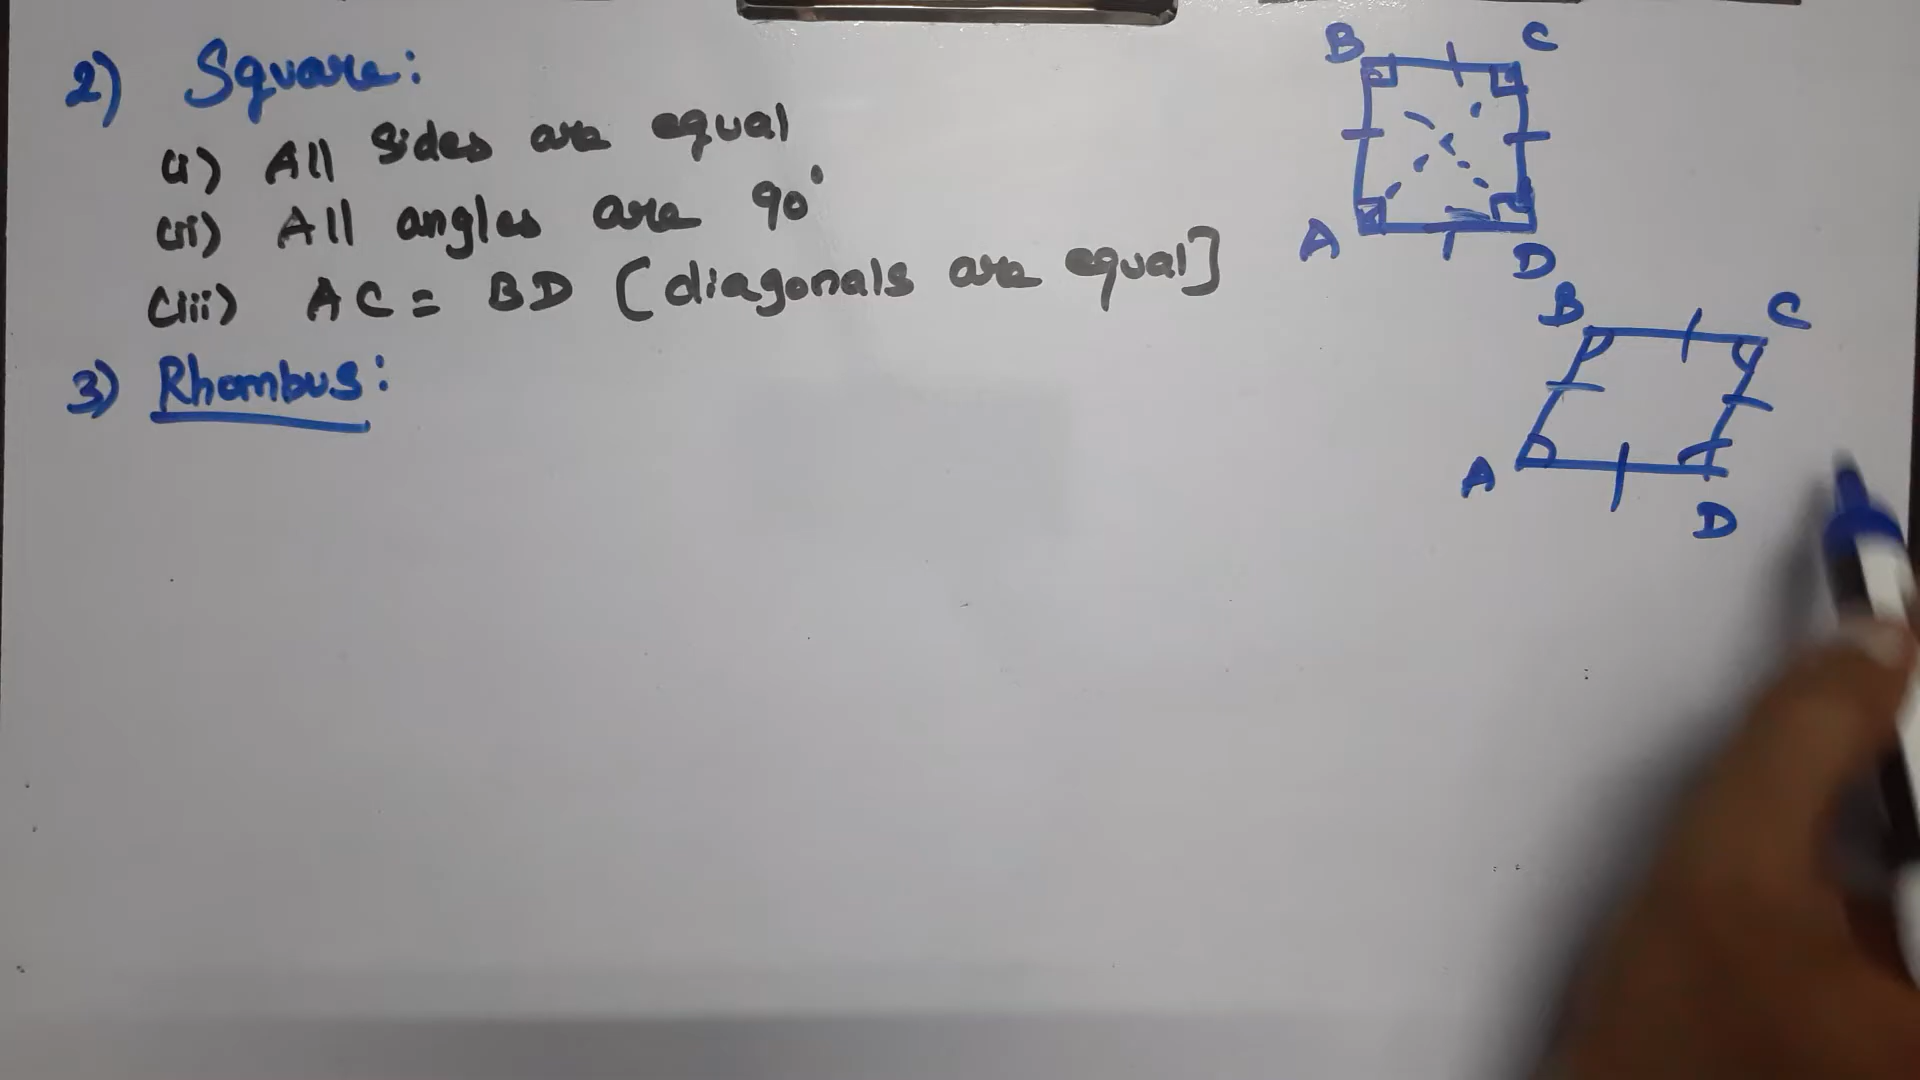 2) Square:
(i) All sides are equal
(ii) All angles are 90°
(iii) AC = BD (diagonals are equal]
3) Rhombus:
B C
A D
B C
A D